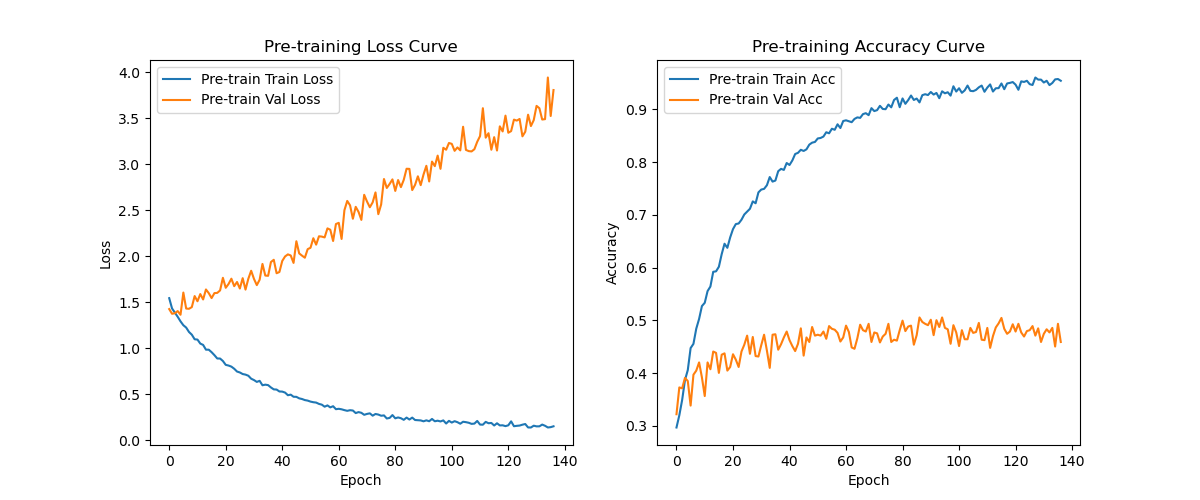 Pre-training Loss Curve
Pre-train Train Loss
Pre-train Val Loss
4.0
3.5
3.0
2.5
2.0
1.5
1.0
0.5
0.0
Loss
0 20 40 60 80 100 120 140
Epoch
Pre-training Accuracy Curve
Pre-train Train Acc
Pre-train Val Acc
0.9
0.8
0.7
0.6
0.5
0.4
0.3
Accuracy
0 20 40 60 80 100 120 140
Epoch